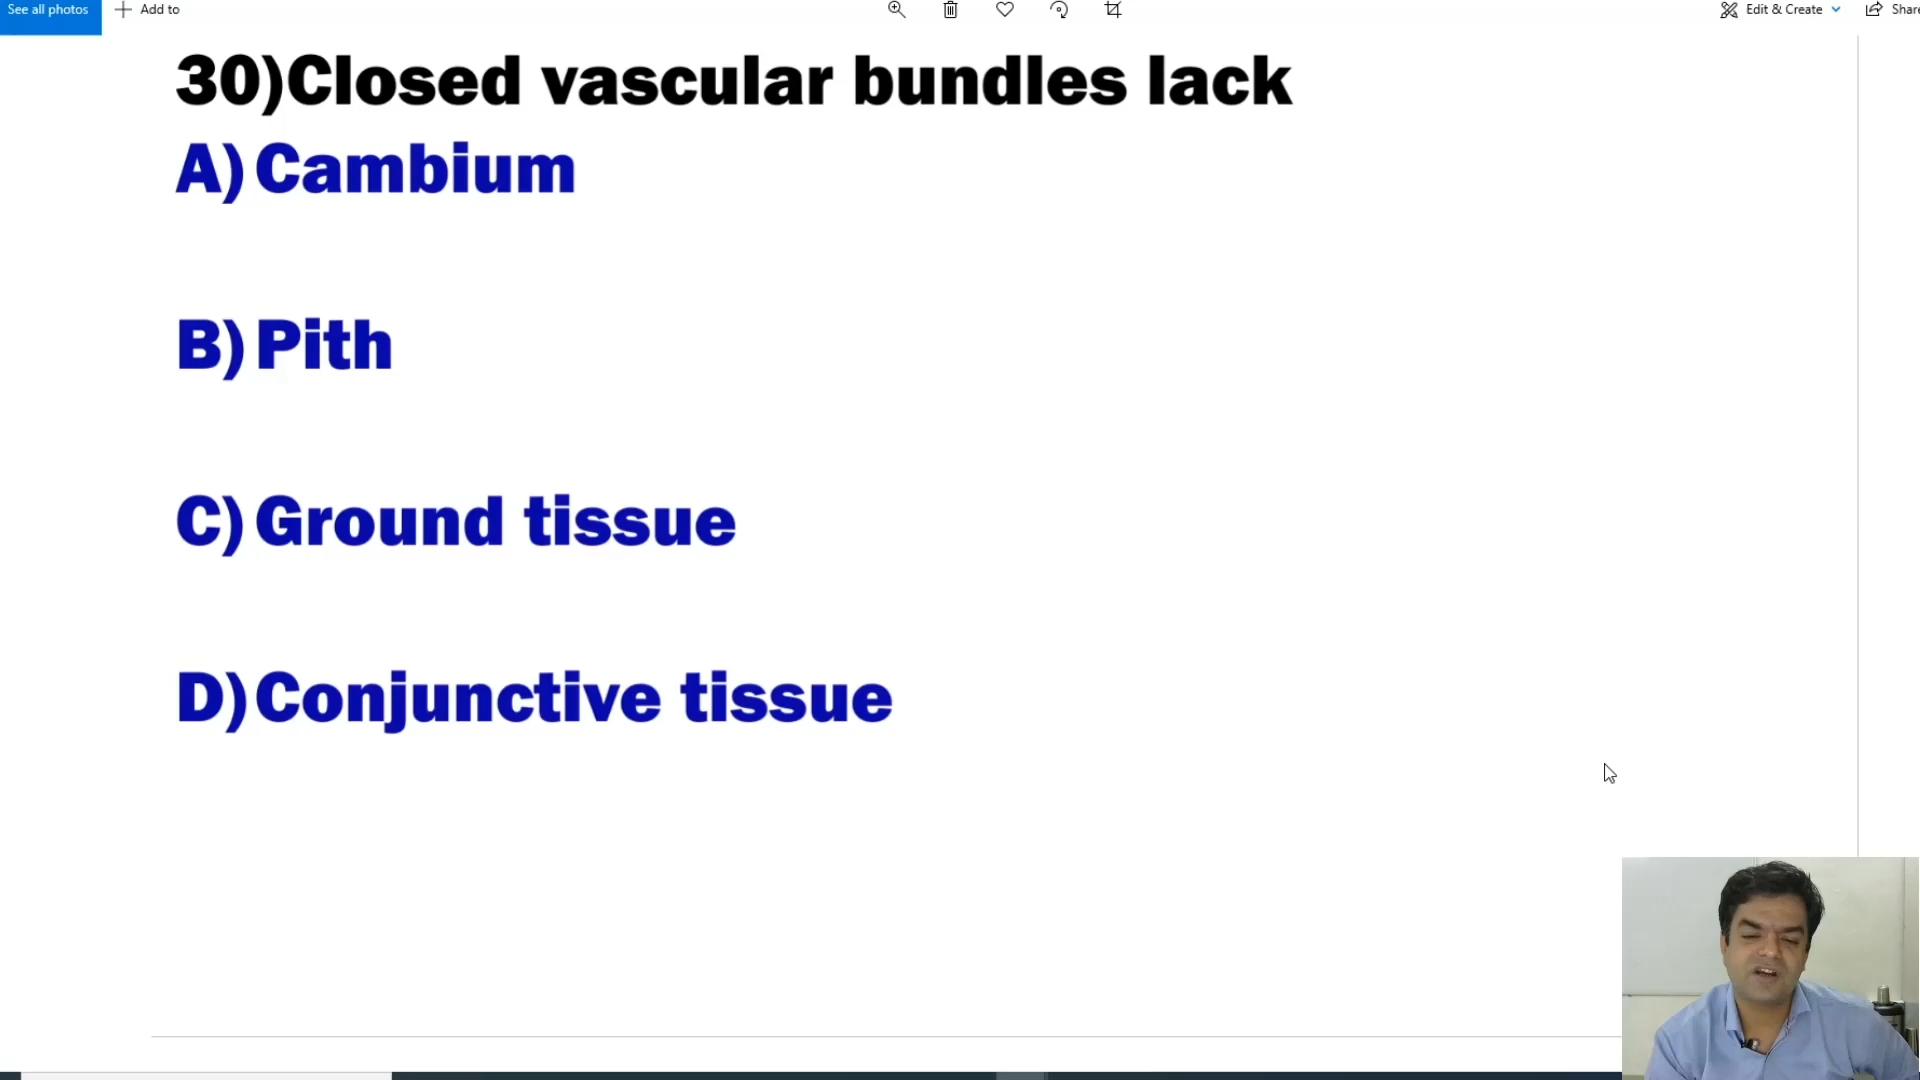 See all photos
Add to
Edit & Create
Share
30)Closed vascular bundles lack
A) Cambium
B) Pith
C) Ground tissue
D) Conjunctive tissue